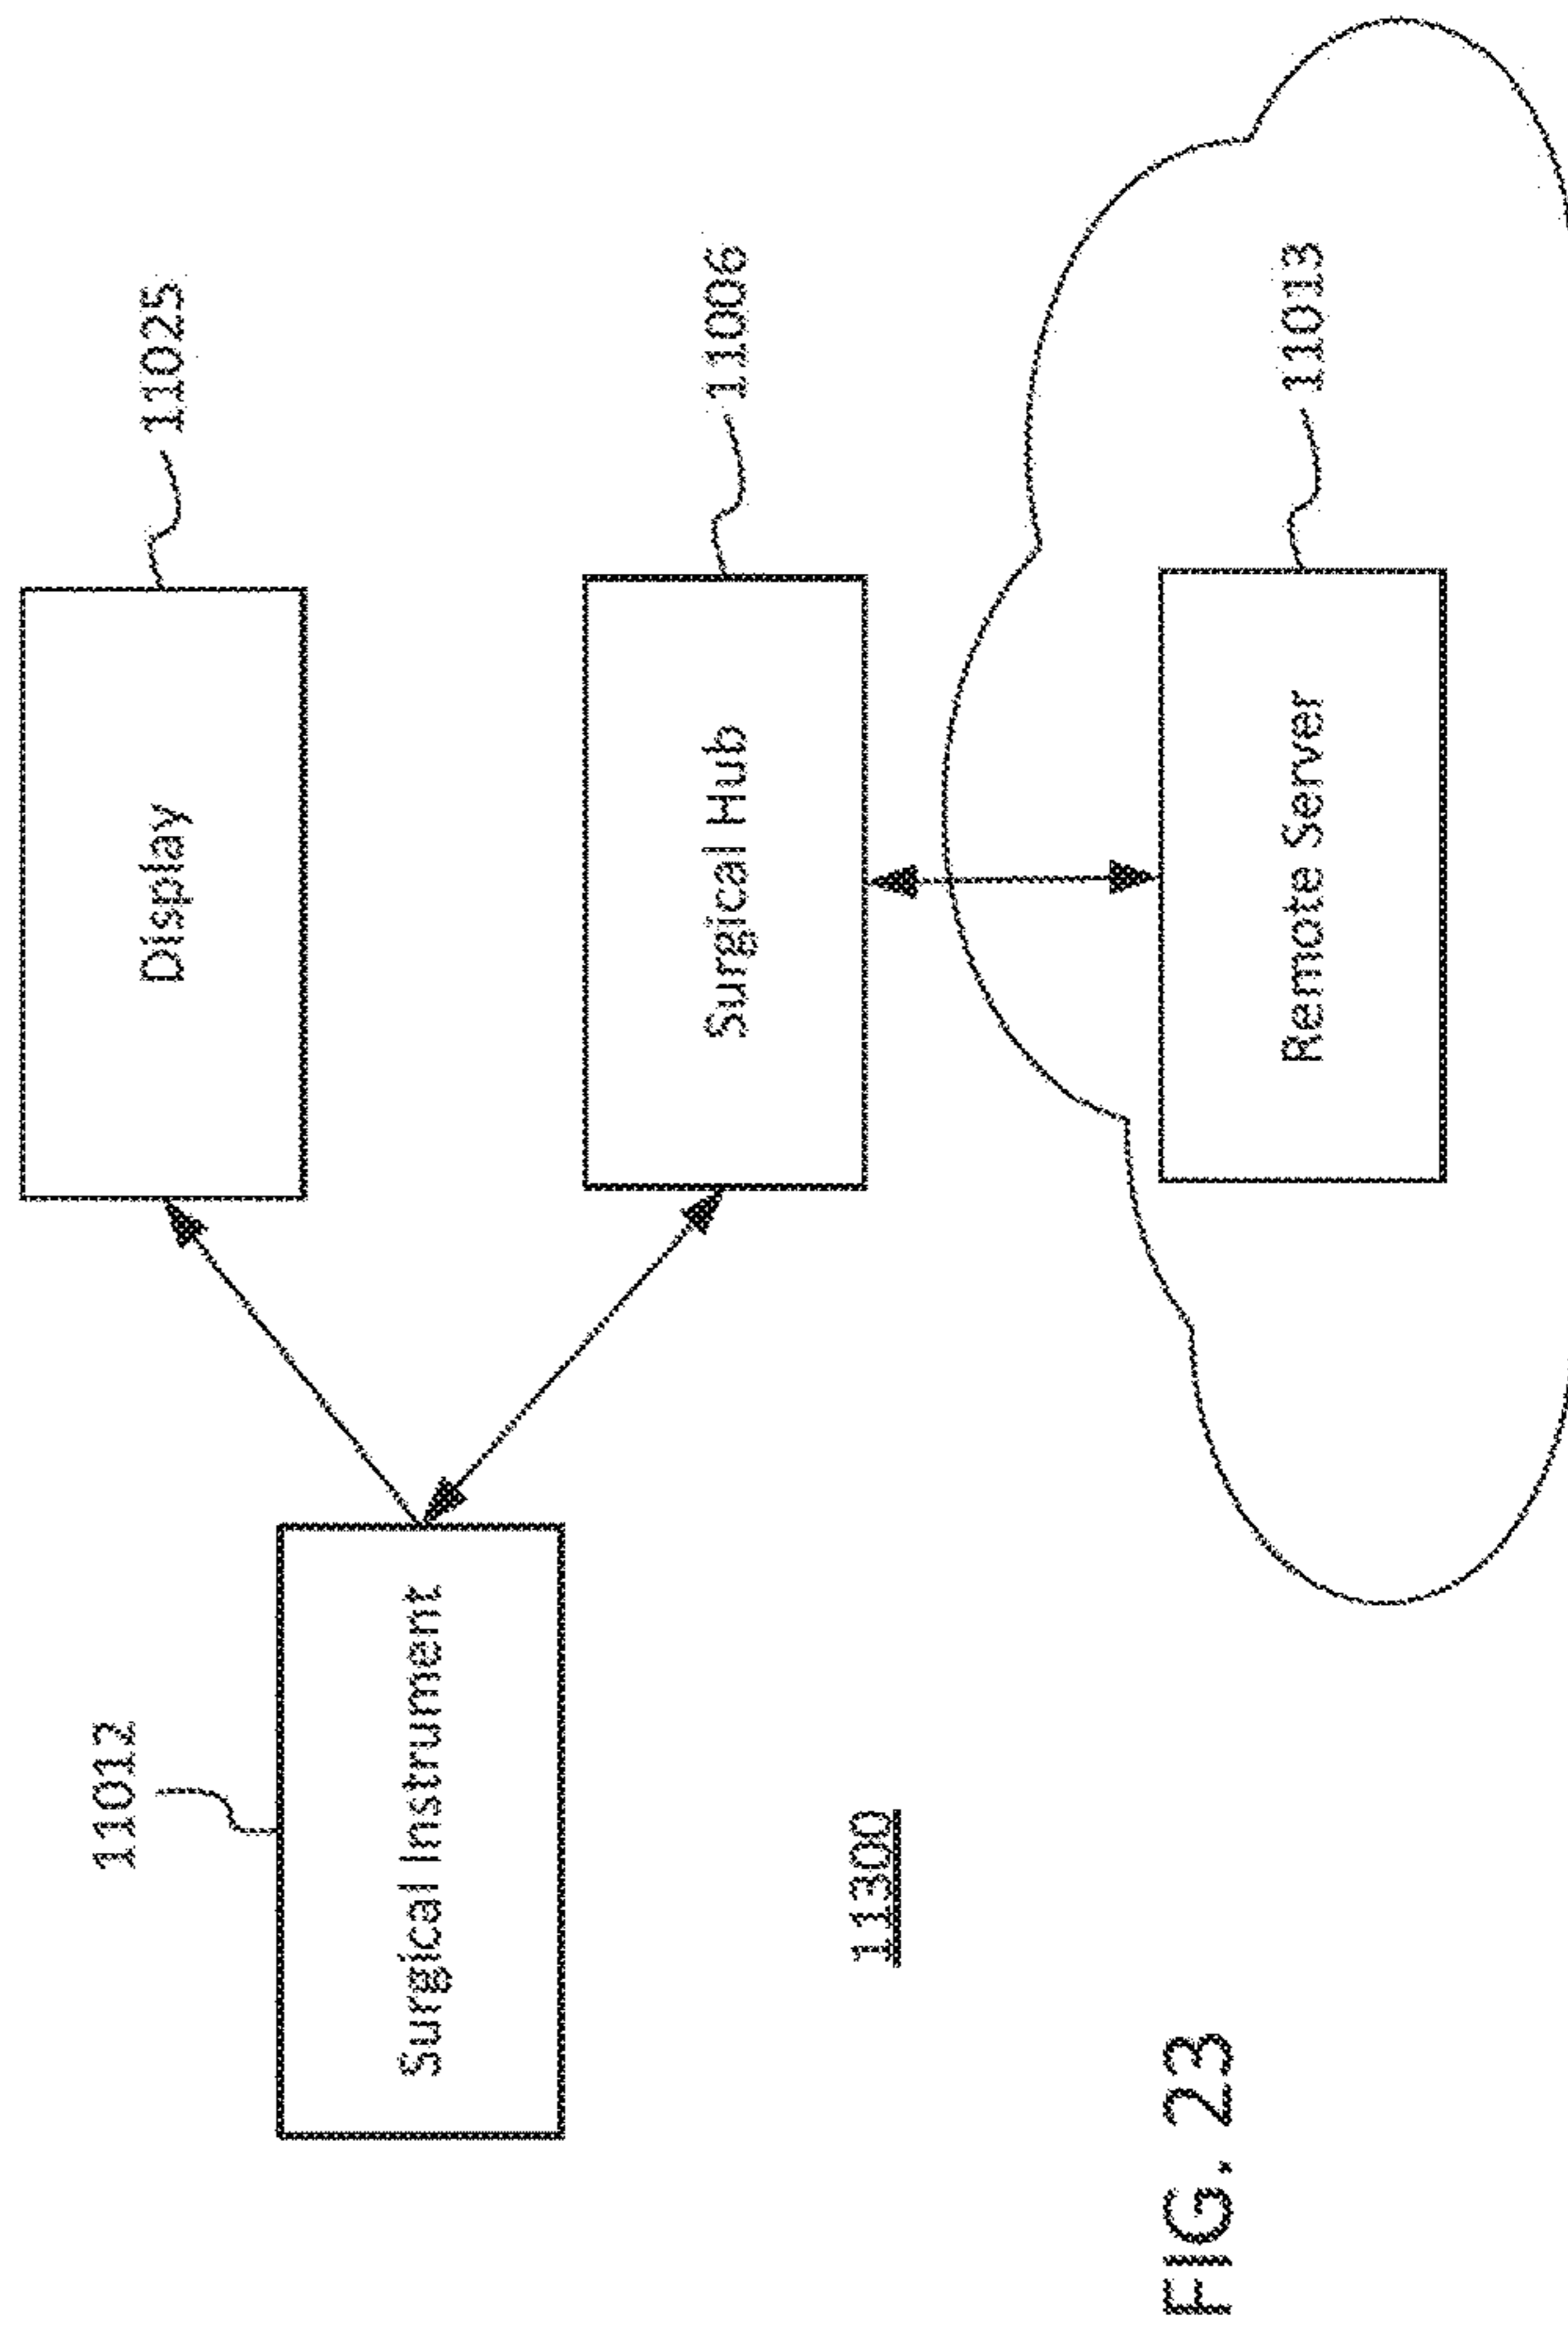 11012
Surgical Instrument
Display
11025
Surgical Hub
11006
Remote Server
11013
11300
FIG. 23